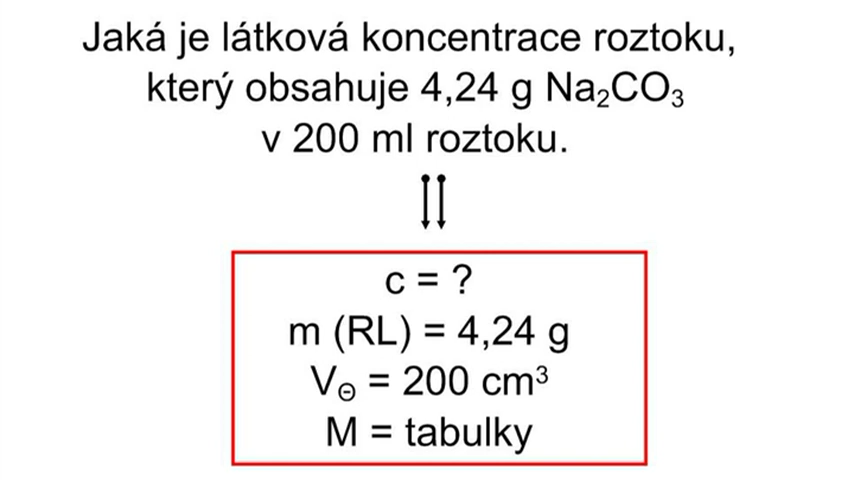 Jaká je látková koncentrace roztoku,
který obsahuje 4,24 g Na₂CO₃
v 200 ml roztoku.
c = ?
m (RL) = 4,24 g
V⊝ = 200 cm³
M = tabulky